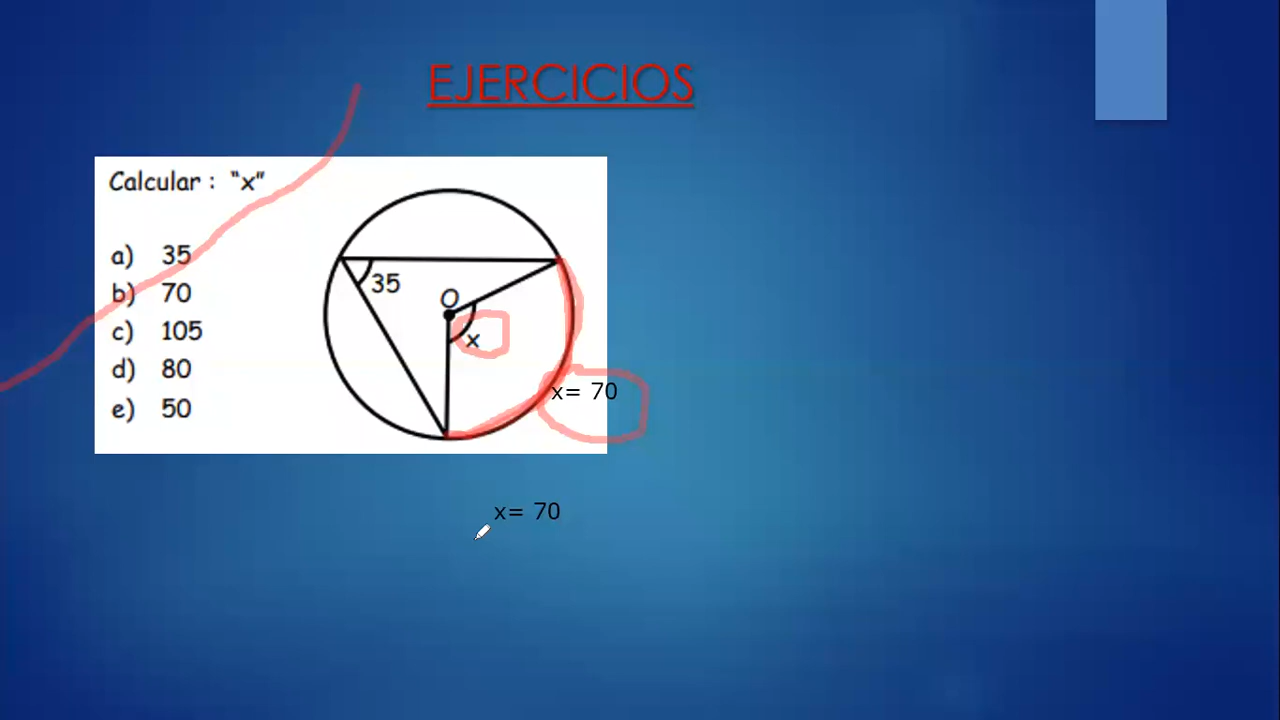 EJERCICIOS
Calcular : “x”
a) 35
b) 70
c) 105
d) 80
e) 50
35
O
x
x= 70
x= 70